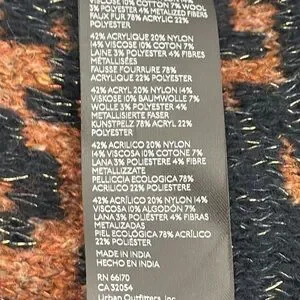 VISCOSE 10% COTTON 7% WOOL
3% POLYESTER 4% METALIZED FIBERS
FAUX FUR 78% ACRYLIC 22%
POLYESTER
42% ACRYLIQUE 20% NYLON
14% VISCOSE 10% COTON 7%
LAINE 3% POLYESTER 4% FIBRES
MÉTALLISÉES
FAUSSE FOURRURE 78%
ACRYLIQUE 22% POLYESTER
42% ACRYL 20% NYLON 14%
VISKOSE 10% BAUMWOLLE 7%
WOLLE 3% POLYESTER 4%
METALLISIERTE FASER
KUNSTPELZ 78% ACRYL 22%
POLYESTER
42% ACRILICO 20% NYLON
14% VISCOSA 10% COTONE 7%
LANA 3% POLIESTERE 4% FIBRE
METALLIZZATE
PELLICCIA ECOLOGICA 78%
ACRILICO 22% POLIESTERE
42% ACRÍLICO 20% NYLON 14%
VISCOSA 10% ALGODÓN 7%
LANA 3% POLIÉSTER 4% FIBRAS
METALIZADAS
PIEL ECOLÓGICA 78% ACRÍLICO
22% POLIÉSTER
MADE IN INDIA
HECHO EN INDIA
RN 66170
CA 32054
Urban Outfitters, Inc.